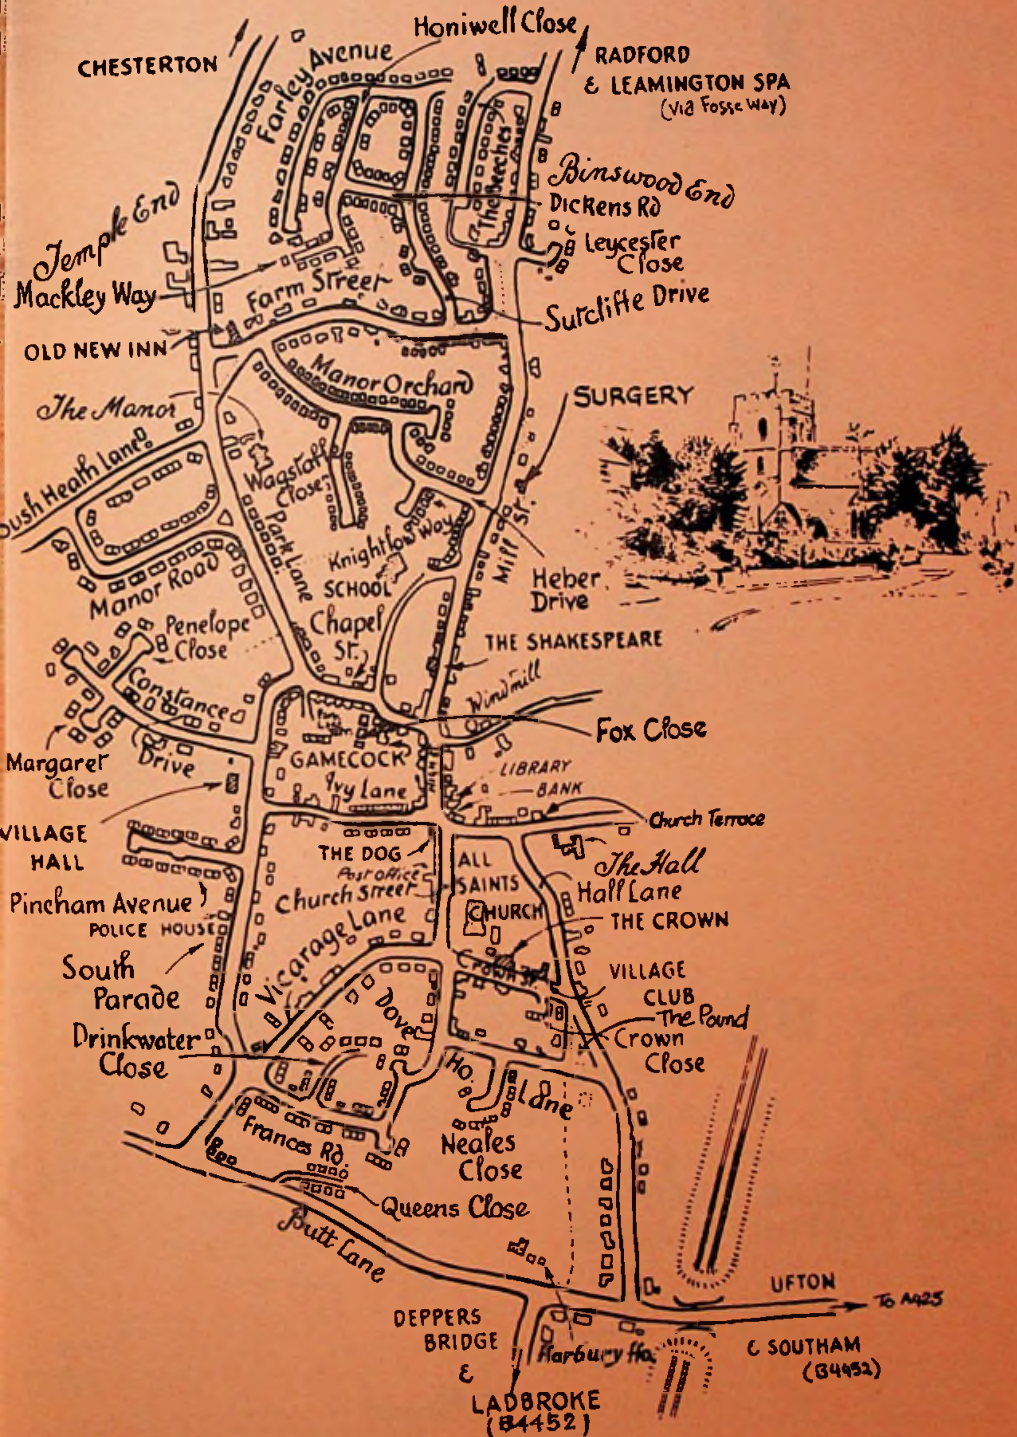 Honiwell Close
CHESTERTON
Farley Avenue
RADFORD
& LEAMINGTON SPA
(via Fosse Way)
The Beeches
Binswood End
Dickens Rd
Temple End
Leycester
Close
Mackley Way
Farm Street
Sutcliffe Drive
OLD NEW INN
Manor Orchard
The Manor
SURGERY
Bush Heath Lane
Wagstaff
Close
Park Lane
Knightlow Way
Mill St.
SCHOOL
Manor Road
Heber
Drive
Penelope
Close
Chapel
St.
THE SHAKESPEARE
Constance
Windmill
Fox Close
Drive
GAMECOCK
HIGH
Margaret
Close
Ivy Lane
LIBRARY
BANK
VILLAGE
HALL
Church Terrace
THE DOG
Post Office
ALL
SAINTS
CHURCH
The Hall
Hall Lane
Pincham Avenue
Church Street
POLICE HOUSE
Vicarage Lane
THE CROWN
South
Parade
Crown St
VILLAGE
CLUB
Dove
The Pound
Drinkwater
Close
Crown
Close
Ho.
Lane
Frances Rd.
Neales
Close
Queens Close
Butt Lane
UFTON
To A425
DEPPERS
BRIDGE
&
Harbury Ho.
& SOUTHAM
(B4452)
LADBROKE
(B4452)